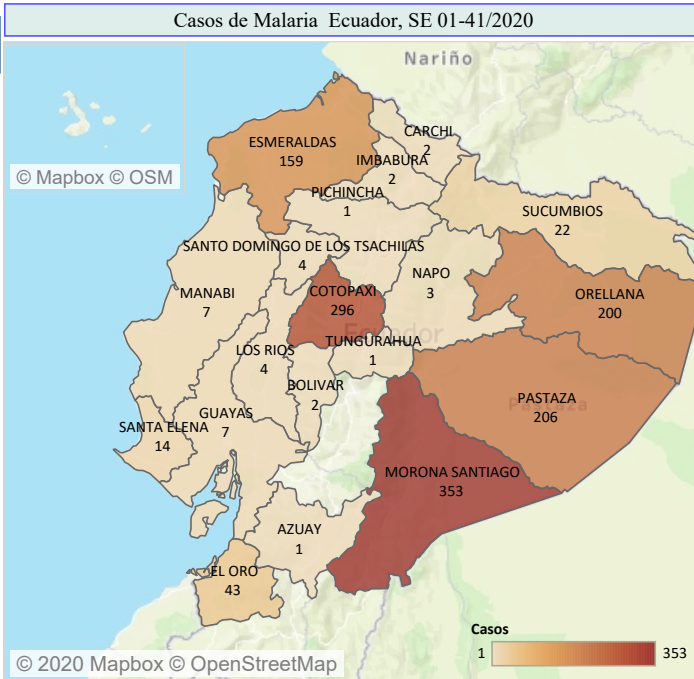 Casos de Malaria Ecuador, SE 01-41/2020
Nariño
© Mapbox © OSM
ESMERALDAS
159
CARCHI
2
IMBABURA
2
PICHINCHA
1
SUCUMBIOS
22
SANTO DOMINGO DE LOS TSACHILAS
4
NAPO
3
MANABI
7
COTOPAXI
296
ORELLANA
200
Ecuador
TUNGURAHUA
1
LOS RIOS
4
BOLIVAR
2
PASTAZA
Pastaza
206
GUAYAS
7
SANTA ELENA
14
MORONA SANTIAGO
353
AZUAY
1
EL ORO
43
Casos
1 353
© 2020 Mapbox © OpenStreetMap